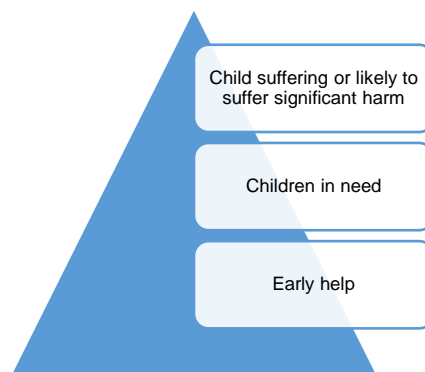 Child suffering or likely to
suffer significant harm
Children in need
Early help